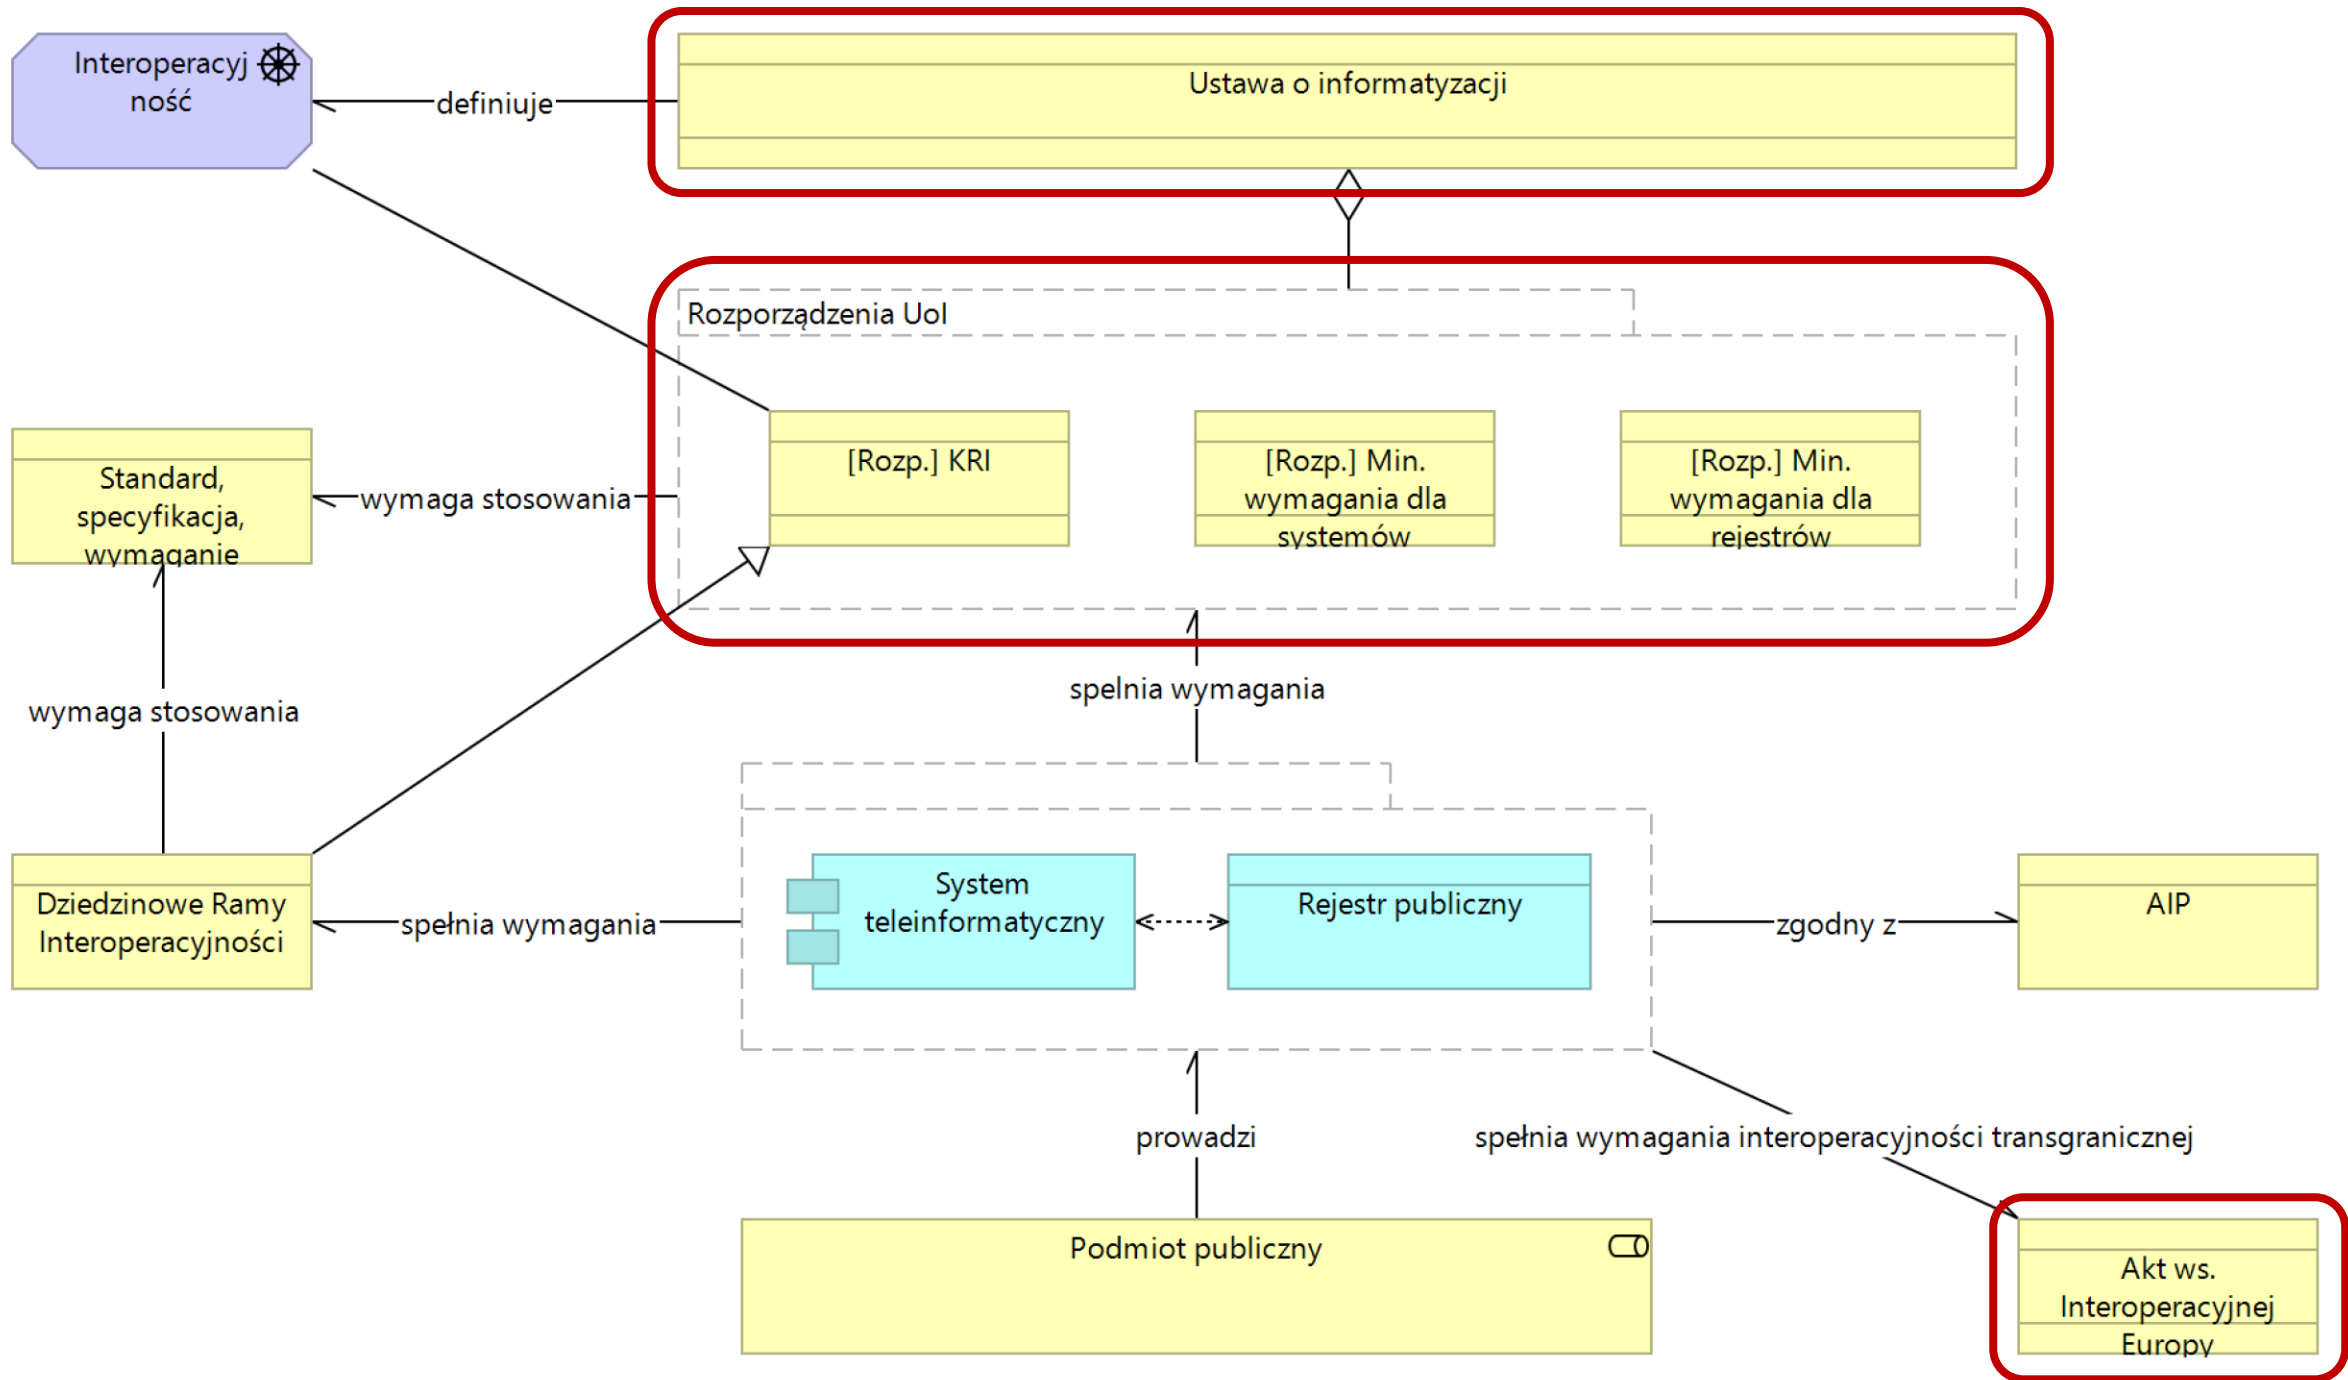 Interoperacyj
ność
definiuje
Ustawa o informatyzacji
Rozporządzenia UoI
Standard,
specyfikacja,
wymaganie
wymaga stosowania
[Rozp.] KRI
[Rozp.] Min.
wymagania dla
systemów
[Rozp.] Min.
wymagania dla
rejestrów
spelnia wymagania
wymaga stosowania
Dziedzinowe Ramy
Interoperacyjności
spełnia wymagania
System
teleinformatyczny
Rejestr publiczny
zgodny z
AIP
prowadzi
spełnia wymagania interoperacyjności transgranicznej
Podmiot publiczny
Akt ws.
Interoperacyjnej
Europy